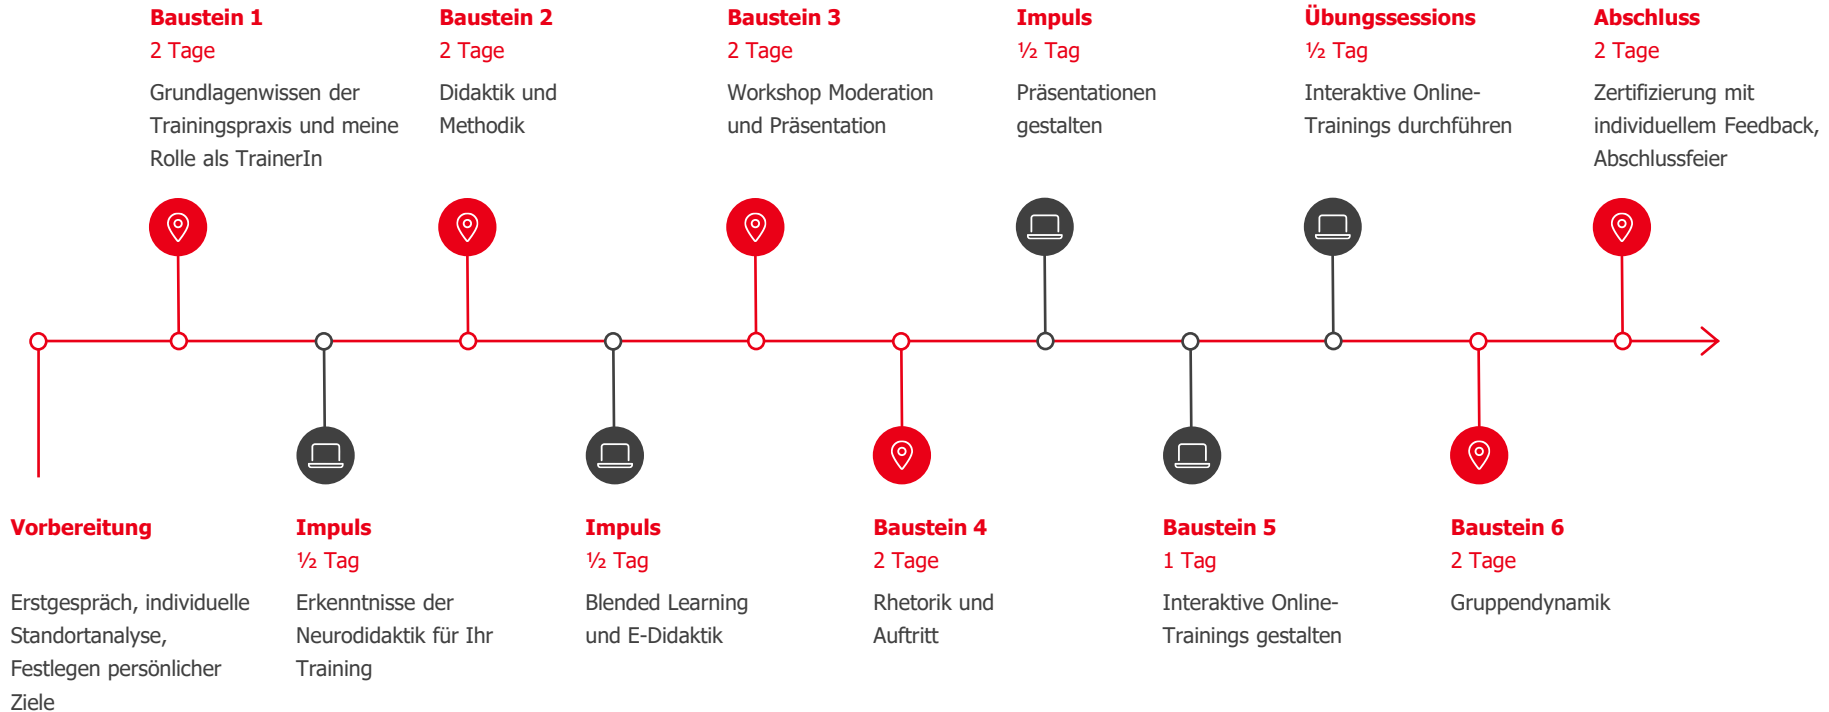 Baustein 1
2 Tage
Grundlagenwissen der
Trainingspraxis und meine
Rolle als TrainerIn
Baustein 2
2 Tage
Didaktik und
Methodik
Baustein 3
2 Tage
Workshop Moderation
und Präsentation
Impuls
½ Tag
Präsentationen
gestalten
Übungssessions
½ Tag
Interaktive Online-
Trainings durchführen
Abschluss
2 Tage
Zertifizierung mit
individuellem Feedback,
Abschlussfeier
Vorbereitung
Erstgespräch, individuelle
Standortanalyse,
Festlegen persönlicher
Ziele
Impuls
½ Tag
Erkenntnisse der
Neurodidaktik für Ihr
Training
Impuls
½ Tag
Blended Learning
und E-Didaktik
Baustein 4
2 Tage
Rhetorik und
Auftritt
Baustein 5
1 Tag
Interaktive Online-
Trainings gestalten
Baustein 6
2 Tage
Gruppendynamik